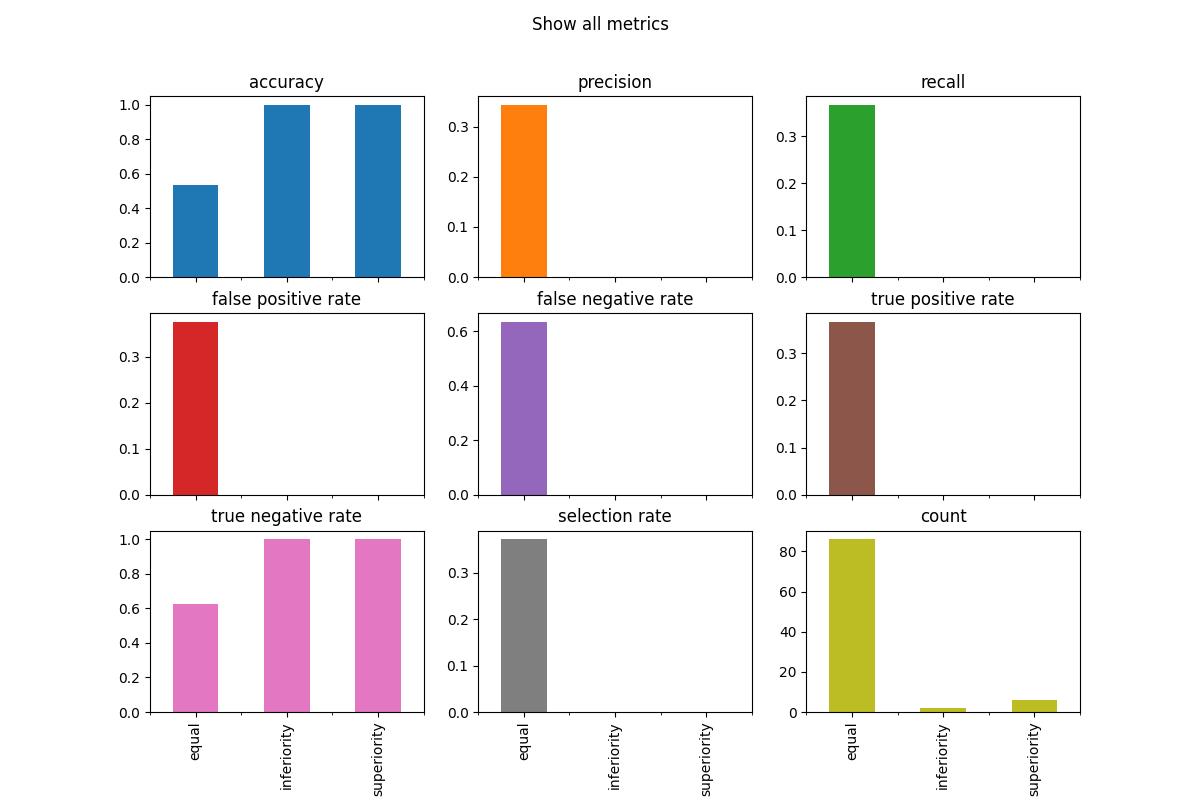 Show all metrics
accuracy
1.0
0.8
0.6
0.4
0.2
0.0
precision
0.3
0.2
0.1
0.0
recall
0.3
0.2
0.1
0.0
false positive rate
0.3
0.2
0.1
0.0
false negative rate
0.6
0.4
0.2
0.0
true positive rate
0.3
0.2
0.1
0.0
true negative rate
1.0
0.8
0.6
0.4
0.2
0.0
equal
inferiority
superiority
selection rate
0.3
0.2
0.1
0.0
equal
inferiority
superiority
count
80
60
40
20
0
equal
inferiority
superiority